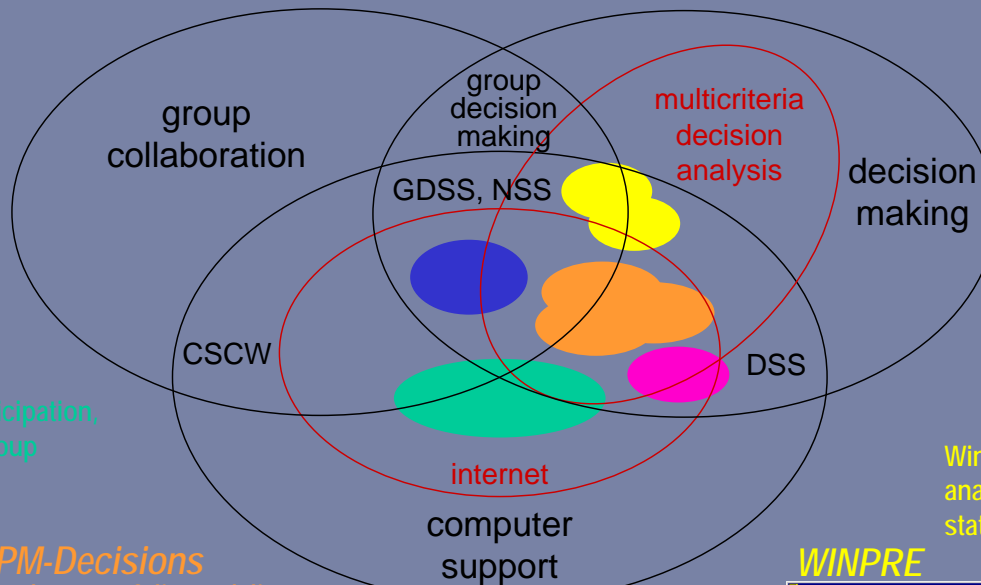 group
collaboration
group
decision
making
multicriteria
decision
analysis
decision
making
GDSS, NSS
CSCW
DSS
internet
computer
support
PM-Decisions
WINPRE